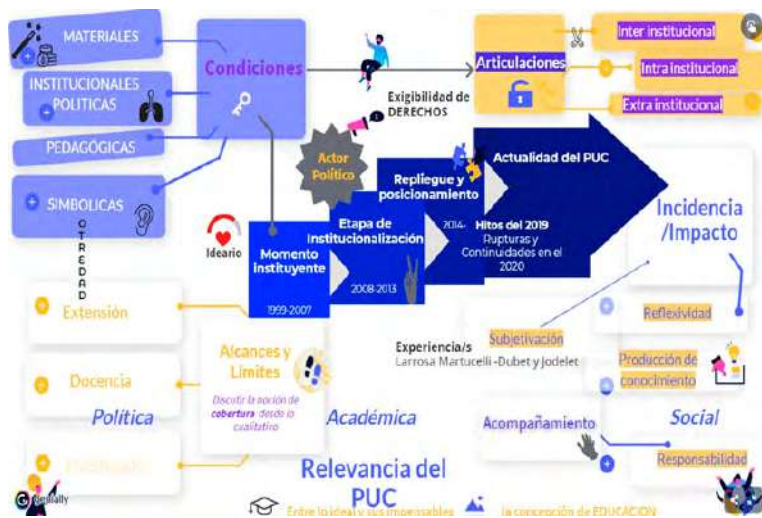 MATERIALES
INSTITUCIONALES
POLITICAS
PEDAGÓGICAS
SIMBOLICAS
OTREDAD
Condiciones
Exigibilidad de
DERECHOS
Articulaciones
Inter institucional
Intra institucional
Extra institucional
Actor
Político
Ideario
Momento
instituyente
1999-2007
Etapa de
Institucionalización
2008-2013
Repliegue y
posicionamiento
2014-
Actualidad del PUC
Hitos del 2019
Rupturas y
Continuidades en el
2020
Incidencia
/Impacto
Reflexividad
Subjetivación
Producción de
conocimiento
Experiencia/s
Larrosa Martucelli -Dubet y Jodelet
Extensión
Docencia
Alcances y
Limites
Discutir la noción de
cobertura desde lo
cualitativo
Política
Académica
Acompañamiento
Social
Responsabilidad
Relevancia del
PUC
genially
Entre lo ideal y sus impensables
la concepción de EDUCACION